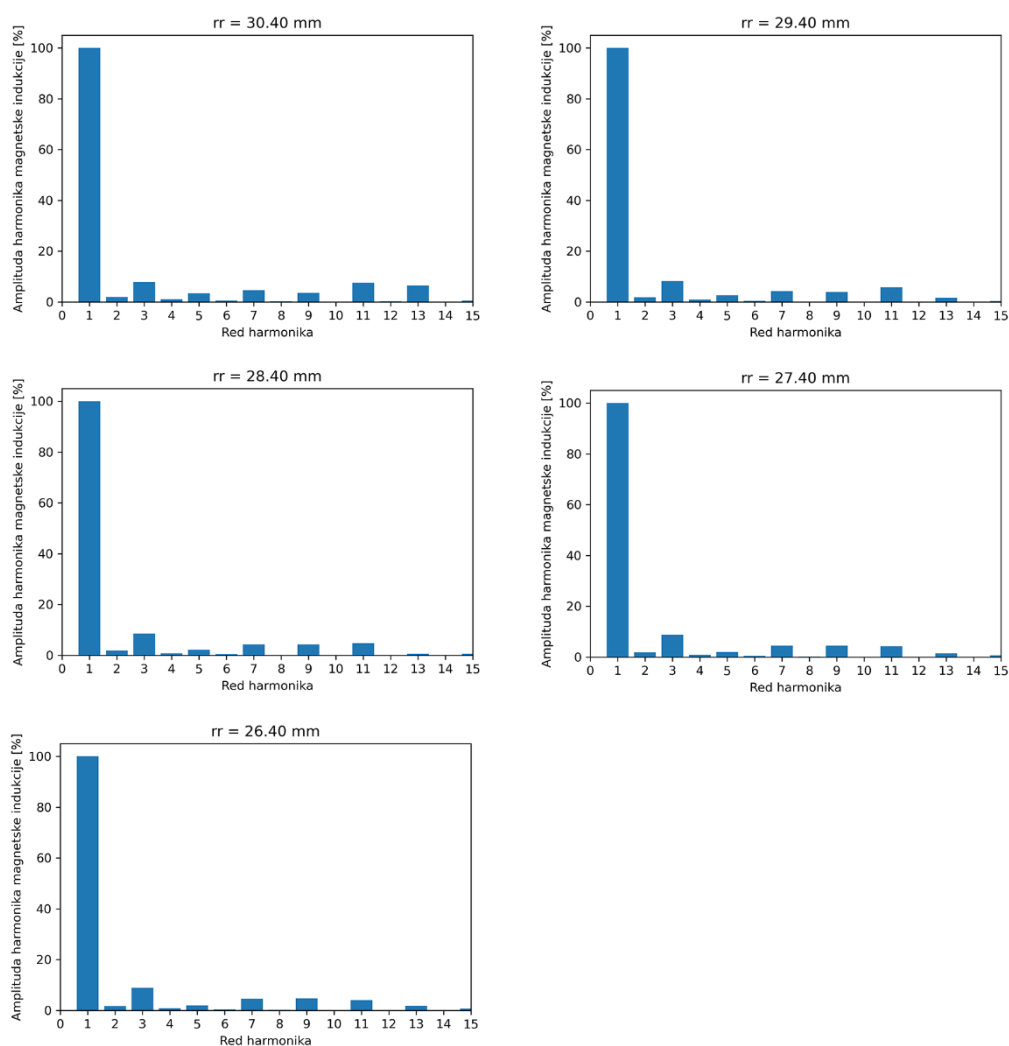 rr = 30.40 mm
Amplituda harmonika magnetske indukcije [%]
100
80
60
40
20
0
0 1 2 3 4 5 6 7 8 9 10 11 12 13 14 15
Red harmonika
rr = 29.40 mm
Amplituda harmonika magnetske indukcije [%]
100
80
60
40
20
0
0 1 2 3 4 5 6 7 8 9 10 11 12 13 14 15
Red harmonika
rr = 28.40 mm
Amplituda harmonika magnetske indukcije [%]
100
80
60
40
20
0
0 1 2 3 4 5 6 7 8 9 10 11 12 13 14 15
Red harmonika
rr = 27.40 mm
Amplituda harmonika magnetske indukcije [%]
100
80
60
40
20
0
0 1 2 3 4 5 6 7 8 9 10 11 12 13 14 15
Red harmonika
rr = 26.40 mm
Amplituda harmonika magnetske indukcije [%]
100
80
60
40
20
0
0 1 2 3 4 5 6 7 8 9 10 11 12 13 14 15
Red harmonika